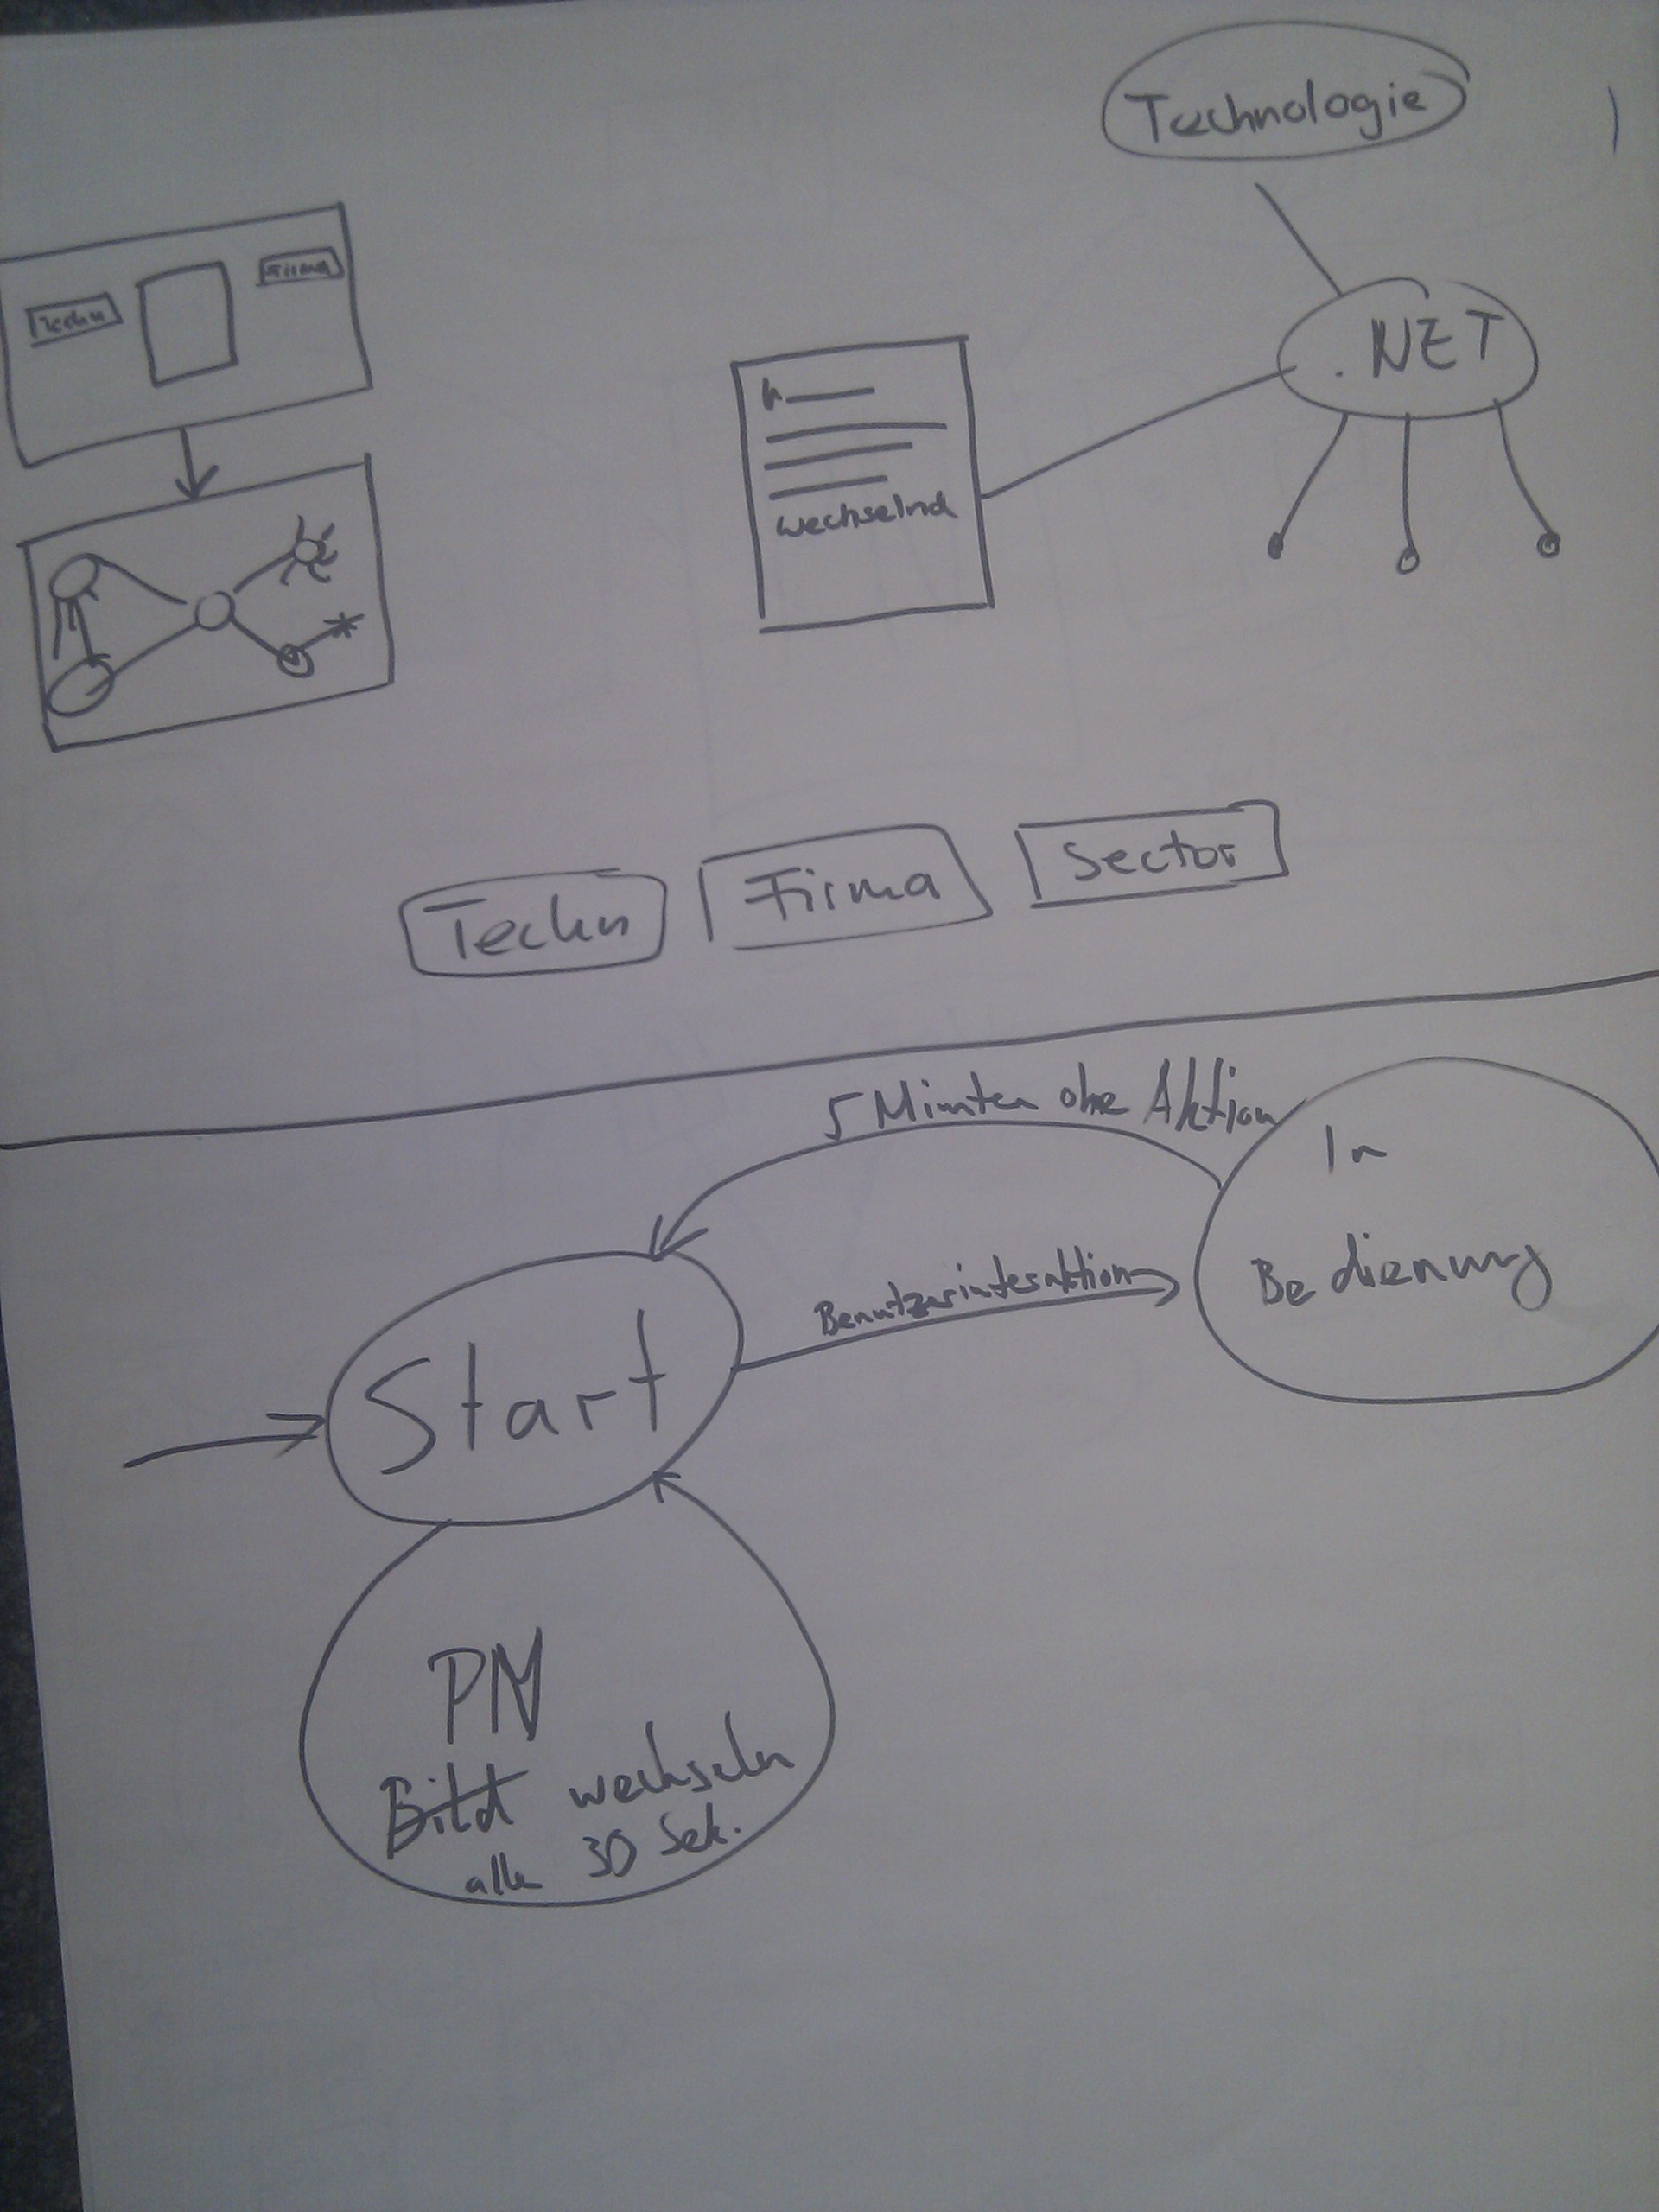 Technologie
Techn
Firma
.NET
wechselnd
Techn
Firma
Sector
5 Minuten ohne Aktion
In
Bedienung
Benutzerinteraktion
Start
PM
Bild wechseln
alle 30 Sek.